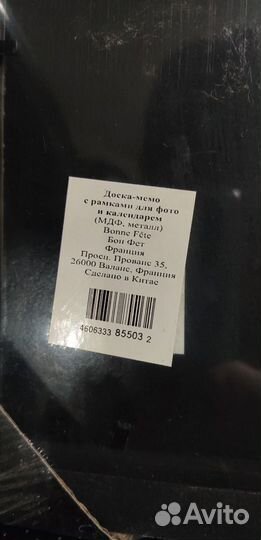 Доска-мемо
с рамками для фото
и календарем
(МДФ, металл)
Bonne Fête
Бон Фет
Франция
Просп. Прованс 35,
26000 Валанс, Франция
Сделано в Китае
4606333 85503 2
Avito